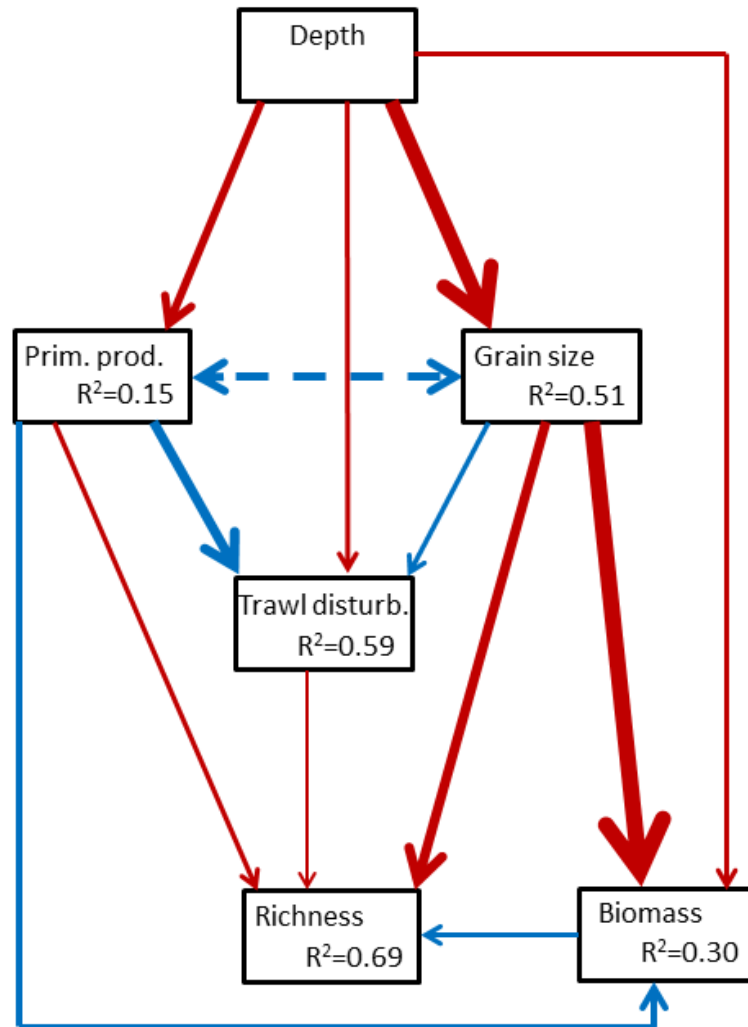 Depth
Prim. prod.
R²=0.15
Grain size
R²=0.51
Trawl disturb.
R²=0.59
Richness
R²=0.69
Biomass
R²=0.30